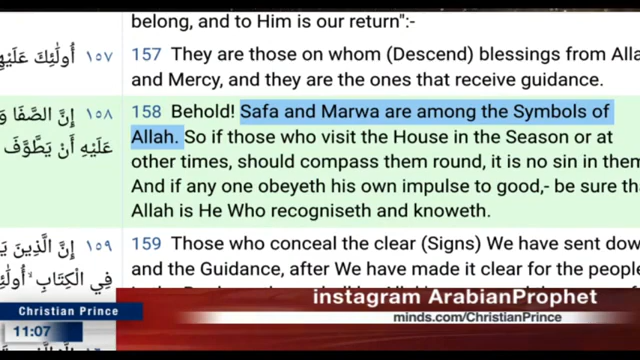 belong, and to Him is our return":-
157 They are those on whom (Descend) blessings from Alla
and Mercy, and they are the ones that receive guidance.
أُولَٰئِكَ عَلَيْهِ ١٥٧
158 Behold! Safa and Marwa are among the Symbols of
Allah. So if those who visit the House in the Season or at
other times, should compass them round, it is no sin in them
And if any one obeyeth his own impulse to good,- be sure tha
Allah is He Who recogniseth and knoweth.
إِنَّ الصَّفَا وَ ١٥٨
عَلَيْهِ أَنْ يَطَّوَّفَ
159 Those who conceal the clear (Signs) We have sent dow
and the Guidance, after We have made it clear for the people
إِنَّ الَّذِينَ يَ ١٥٩
فِي الْكِتَابِ ۙ أُولَٰئِ
instagram ArabianProphet
Christian Prince
minds.com/ChristianPrince
11:07